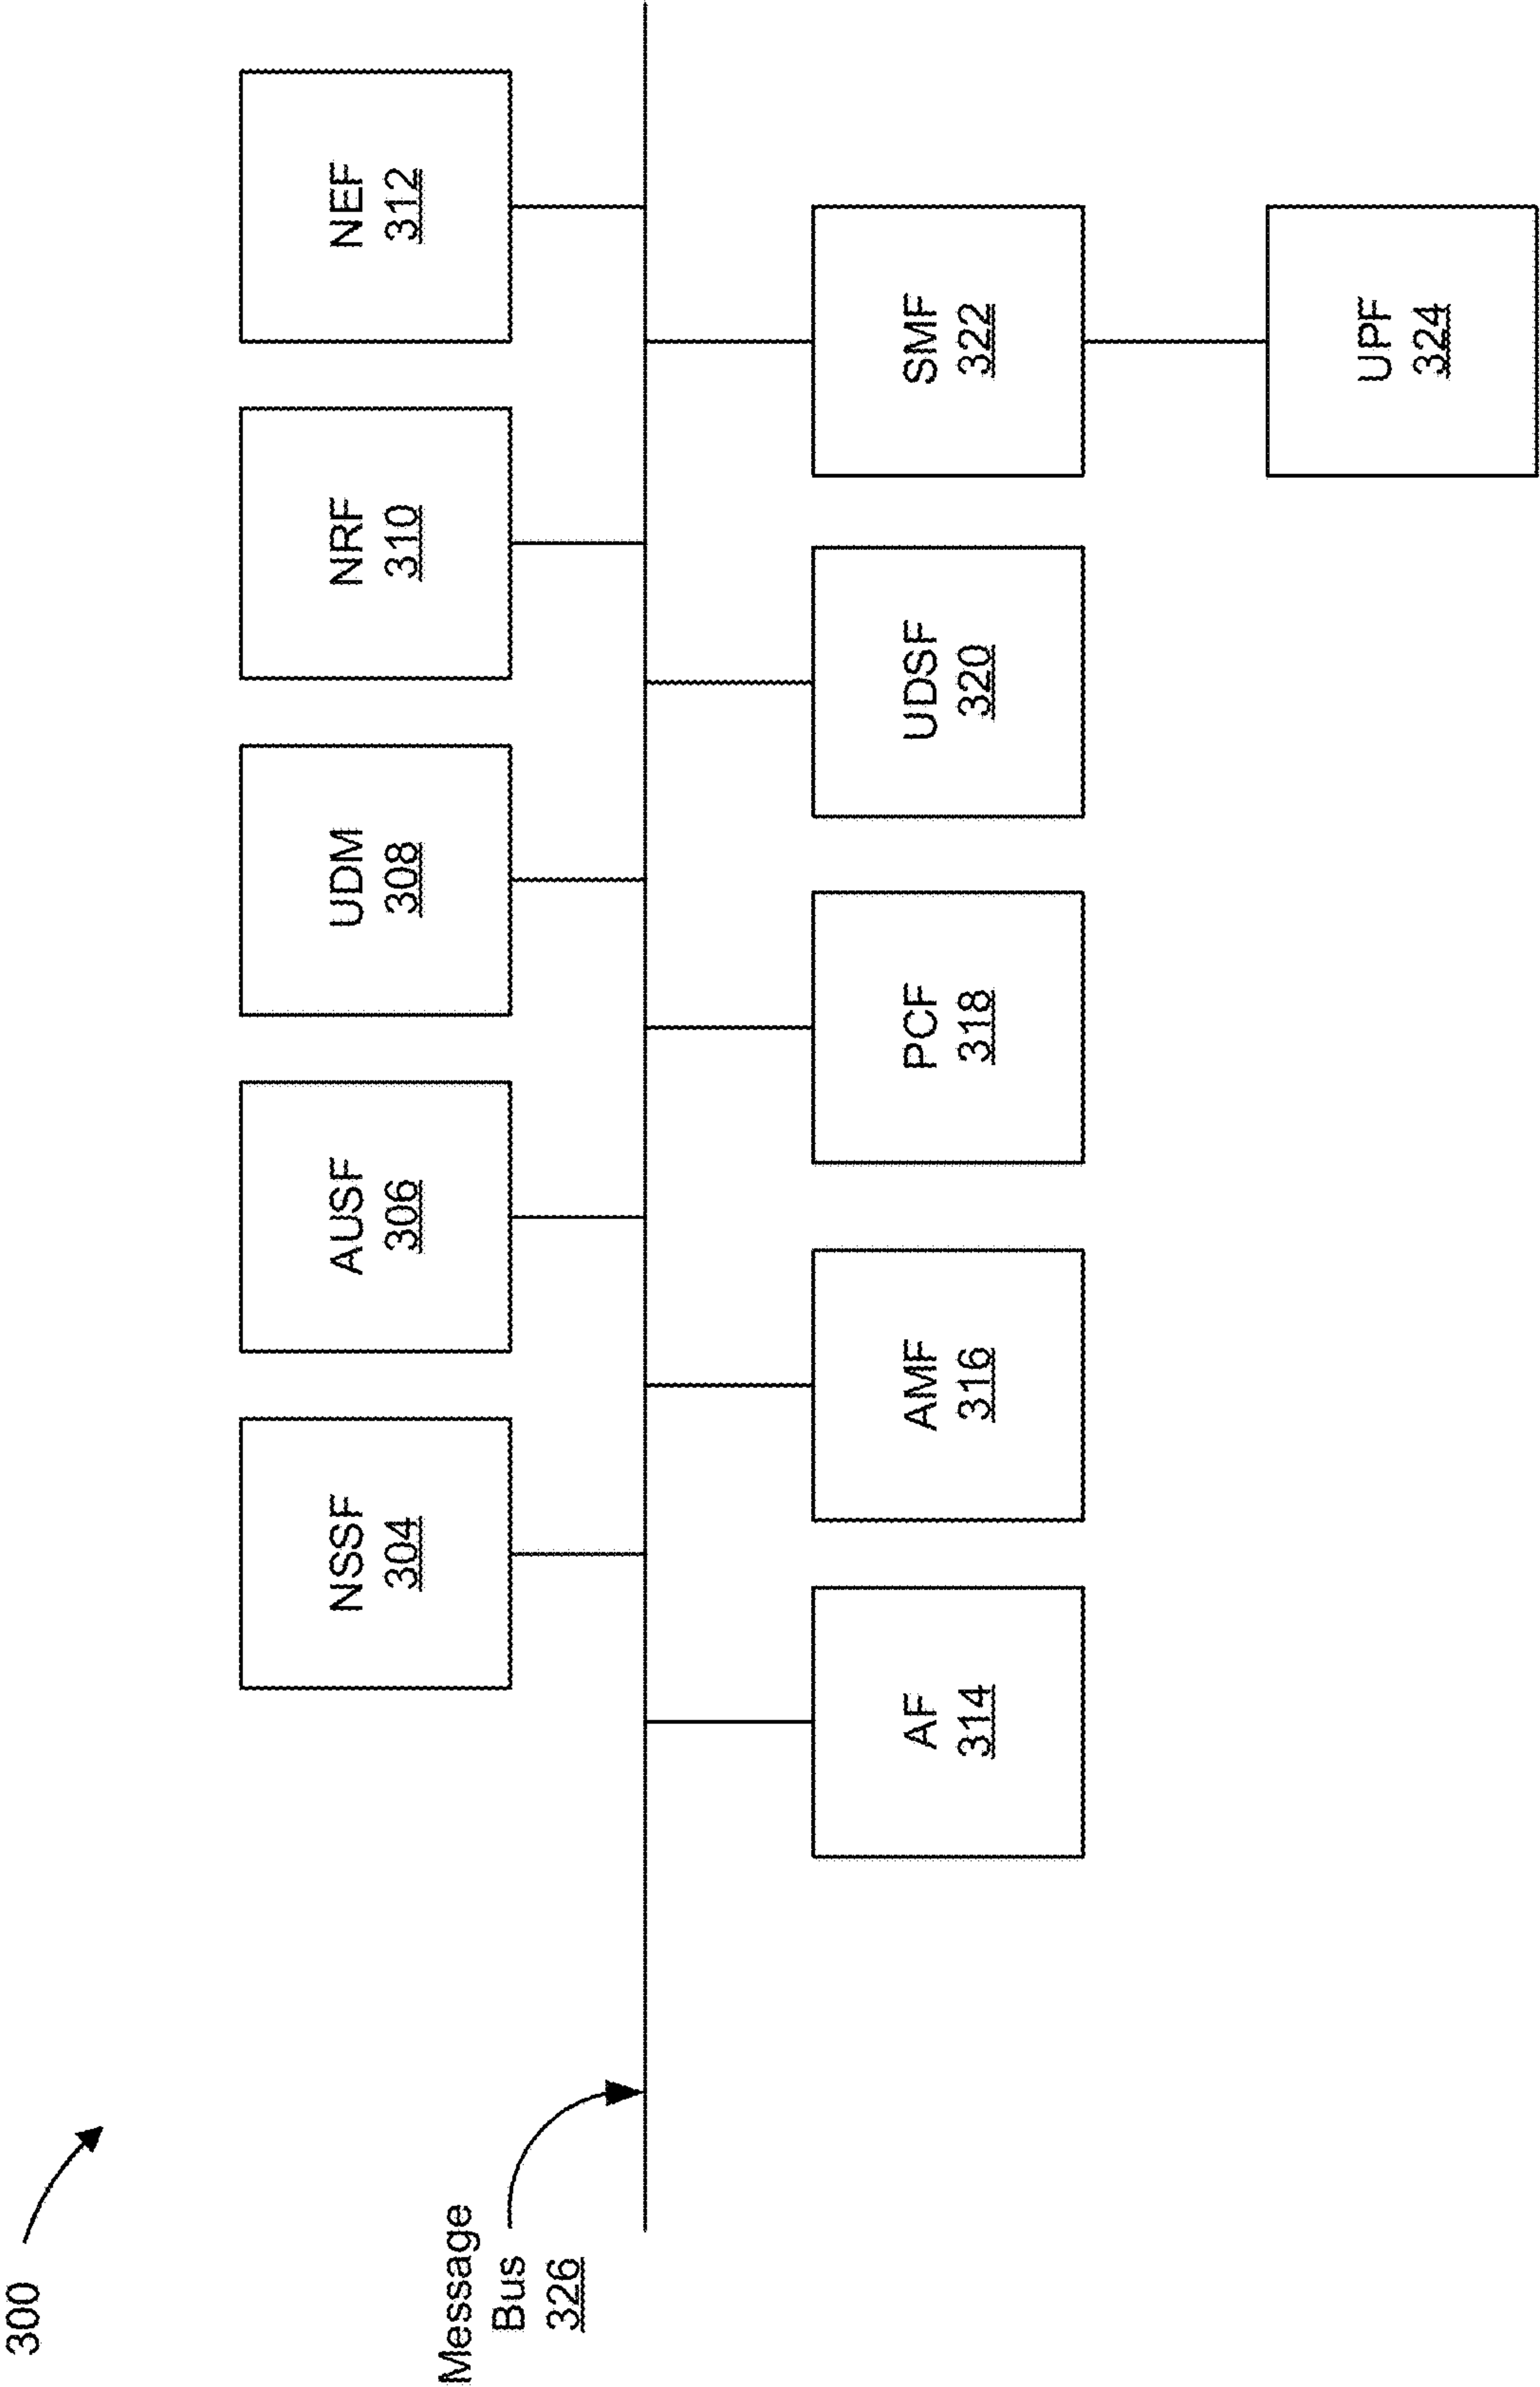 300
NSSF
304
AUSF
306
UDM
308
NRF
310
NEF
312
Message
Bus
326
AF
314
AMF
316
PCF
318
UDSF
320
SMF
322
UPF
324